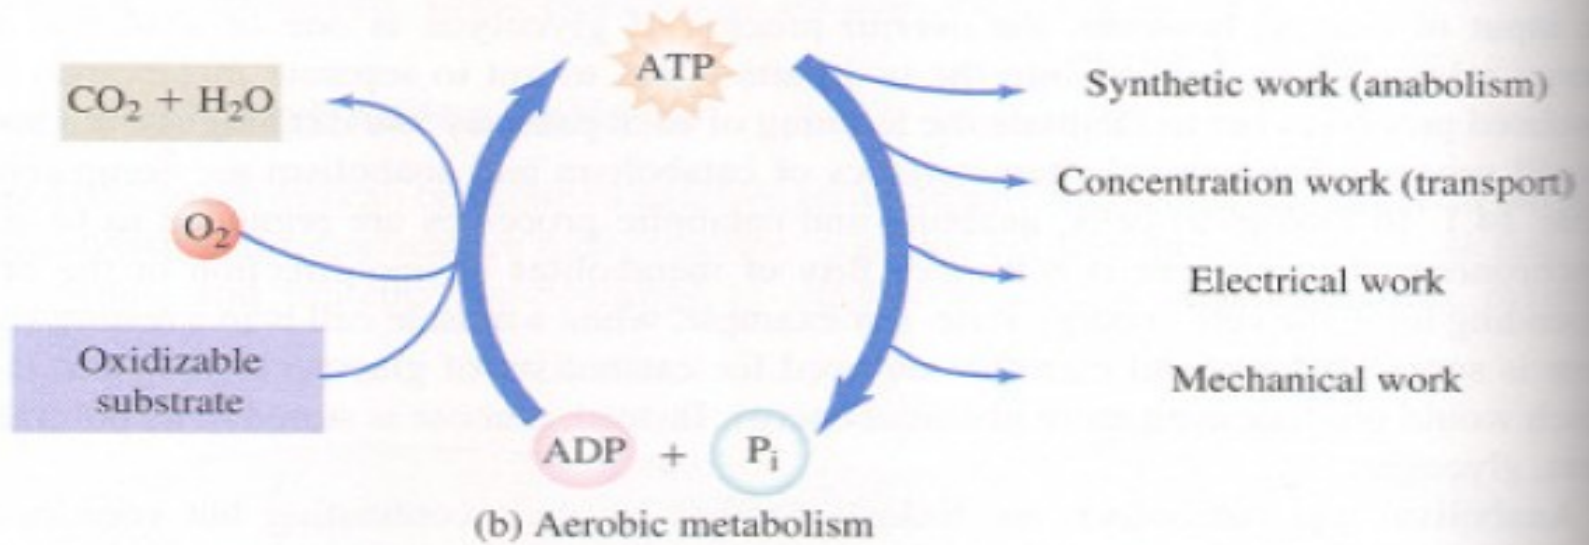 ATP
CO₂ + H₂O
O₂
Oxidizable
substrate
ADP + Pᵢ
Synthetic work (anabolism)
Concentration work (transport)
Electrical work
Mechanical work
(b) Aerobic metabolism